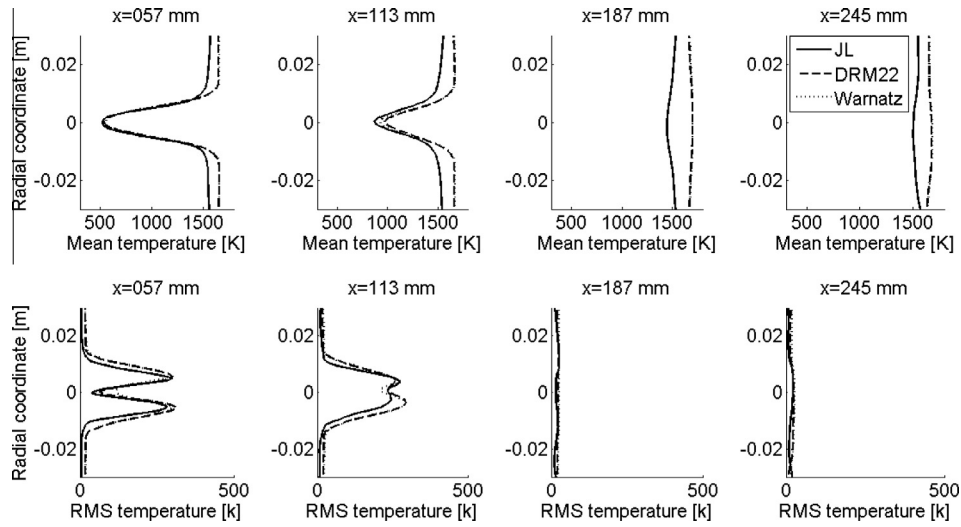 x=057 mm
x=113 mm
x=187 mm
x=245 mm
Radial coordinate [m]
0.02
0
-0.02
500 1000 1500
Mean temperature [K]
0.02
0
-0.02
500 1000 1500
Mean temperature [K]
0.02
0
-0.02
500 1000 1500
Mean temperature [K]
0.02
0
-0.02
500 1000 1500
Mean temperature [K]
JL
DRM22
Warnatz
x=057 mm
x=113 mm
x=187 mm
x=245 mm
Radial coordinate [m]
0.02
0
-0.02
0 500
RMS temperature [k]
0.02
0
-0.02
0 500
RMS temperature [k]
0.02
0
-0.02
0 500
RMS temperature [k]
0.02
0
-0.02
0 500
RMS temperature [k]